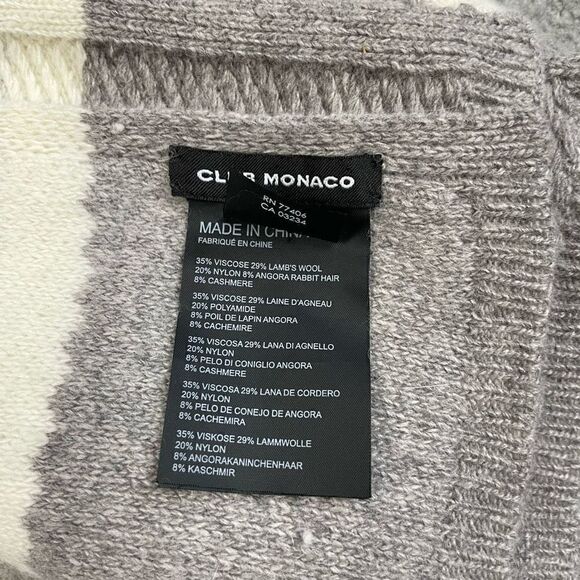 CLUB MONACO
RN 77406
CA 03234
MADE IN CHINA
FABRIQUÉ EN CHINE
35% VISCOSE 29% LAMB'S WOOL
20% NYLON 8% ANGORA RABBIT HAIR
8% CASHMERE
35% VISCOSE 29% LAINE D'AGNEAU
20% POLYAMIDE
8% POIL DE LAPIN ANGORA
8% CACHEMIRE
35% VISCOSA 29% LANA DI AGNELLO
20% NYLON
8% PELO DI CONIGLIO ANGORA
8% CASHMERE
35% VISCOSA 29% LANA DE CORDERO
20% NYLON
8% PELO DE CONEJO DE ANGORA
8% CACHEMIRA
35% VISKOSE 29% LAMMWOLLE
20% NYLON
8% ANGORAKANINCHENHAAR
8% KASCHMIR